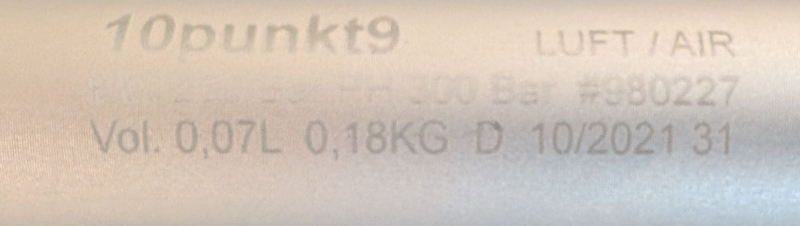 10punkt9 LUFT / AIR
300 Bar #980227
Vol. 0,07L 0,18KG D 10/2021 31